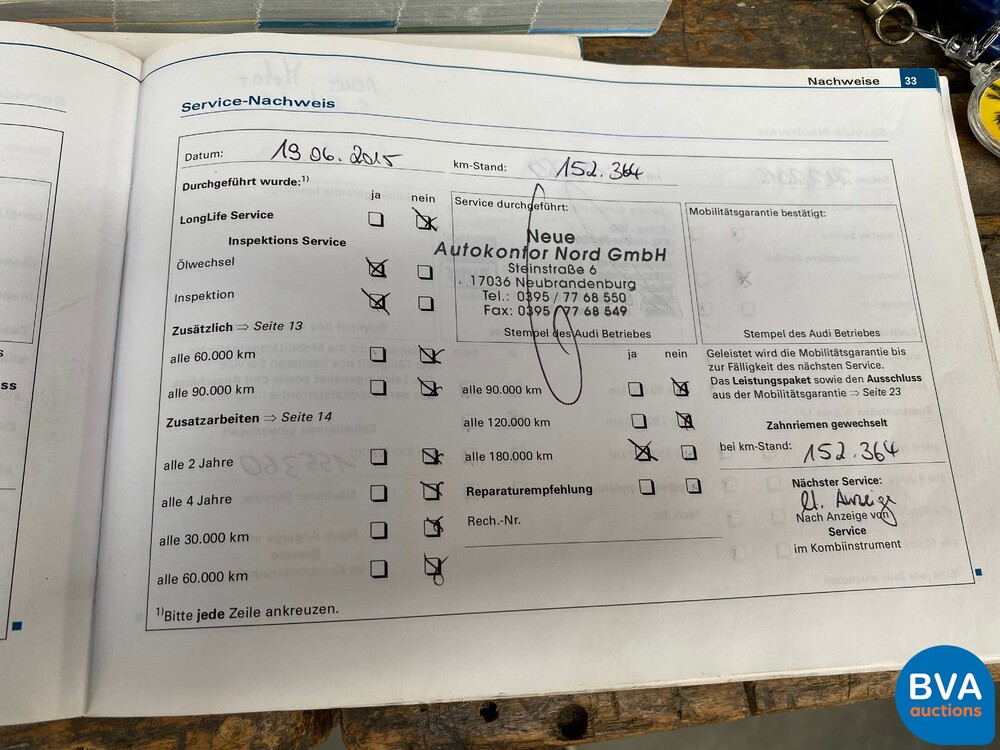 Nachweise 33
Service-Nachweis
Datum: 19.06.2015 km-Stand: 152.364
Durchgeführt wurde:1)
ja nein
LongLife Service
Inspektions Service
Ölwechsel
Inspektion
Zusätzlich ⇒ Seite 13
alle 60.000 km
alle 90.000 km
Zusatzarbeiten ⇒ Seite 14
alle 2 Jahre
alle 4 Jahre
alle 30.000 km
alle 60.000 km
1)Bitte jede Zeile ankreuzen.
Service durchgeführt:
Neue
Autokontor Nord GmbH
Steinstraße 6
17036 Neubrandenburg
Tel.: 0395 / 77 68 550
Fax: 0395 / 77 68 549
Stempel des Audi Betriebes
ja nein
alle 90.000 km
alle 120.000 km
alle 180.000 km
Reparaturempfehlung
Rech.-Nr.
Mobilitätsgarantie bestätigt:
Stempel des Audi Betriebes
Geleistet wird die Mobilitätsgarantie bis
zur Fälligkeit des nächsten Service.
Das Leistungspaket sowie den Ausschluss
aus der Mobilitätsgarantie ⇒ Seite 23
Zahnriemen gewechselt
bei km-Stand: 152.364
Nächster Service:
Anzeige
Nach Anzeige von
Service
im Kombiinstrument
BVA
auctions